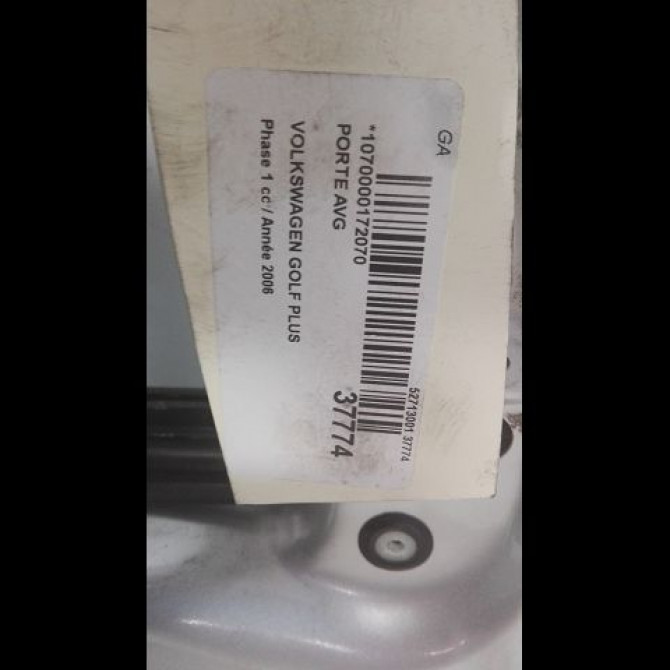 GA
52713001 37774
*1070000172070
PORTE AVG
37774
VOLKSWAGEN GOLF PLUS
Phase 1 cc / Année 2006